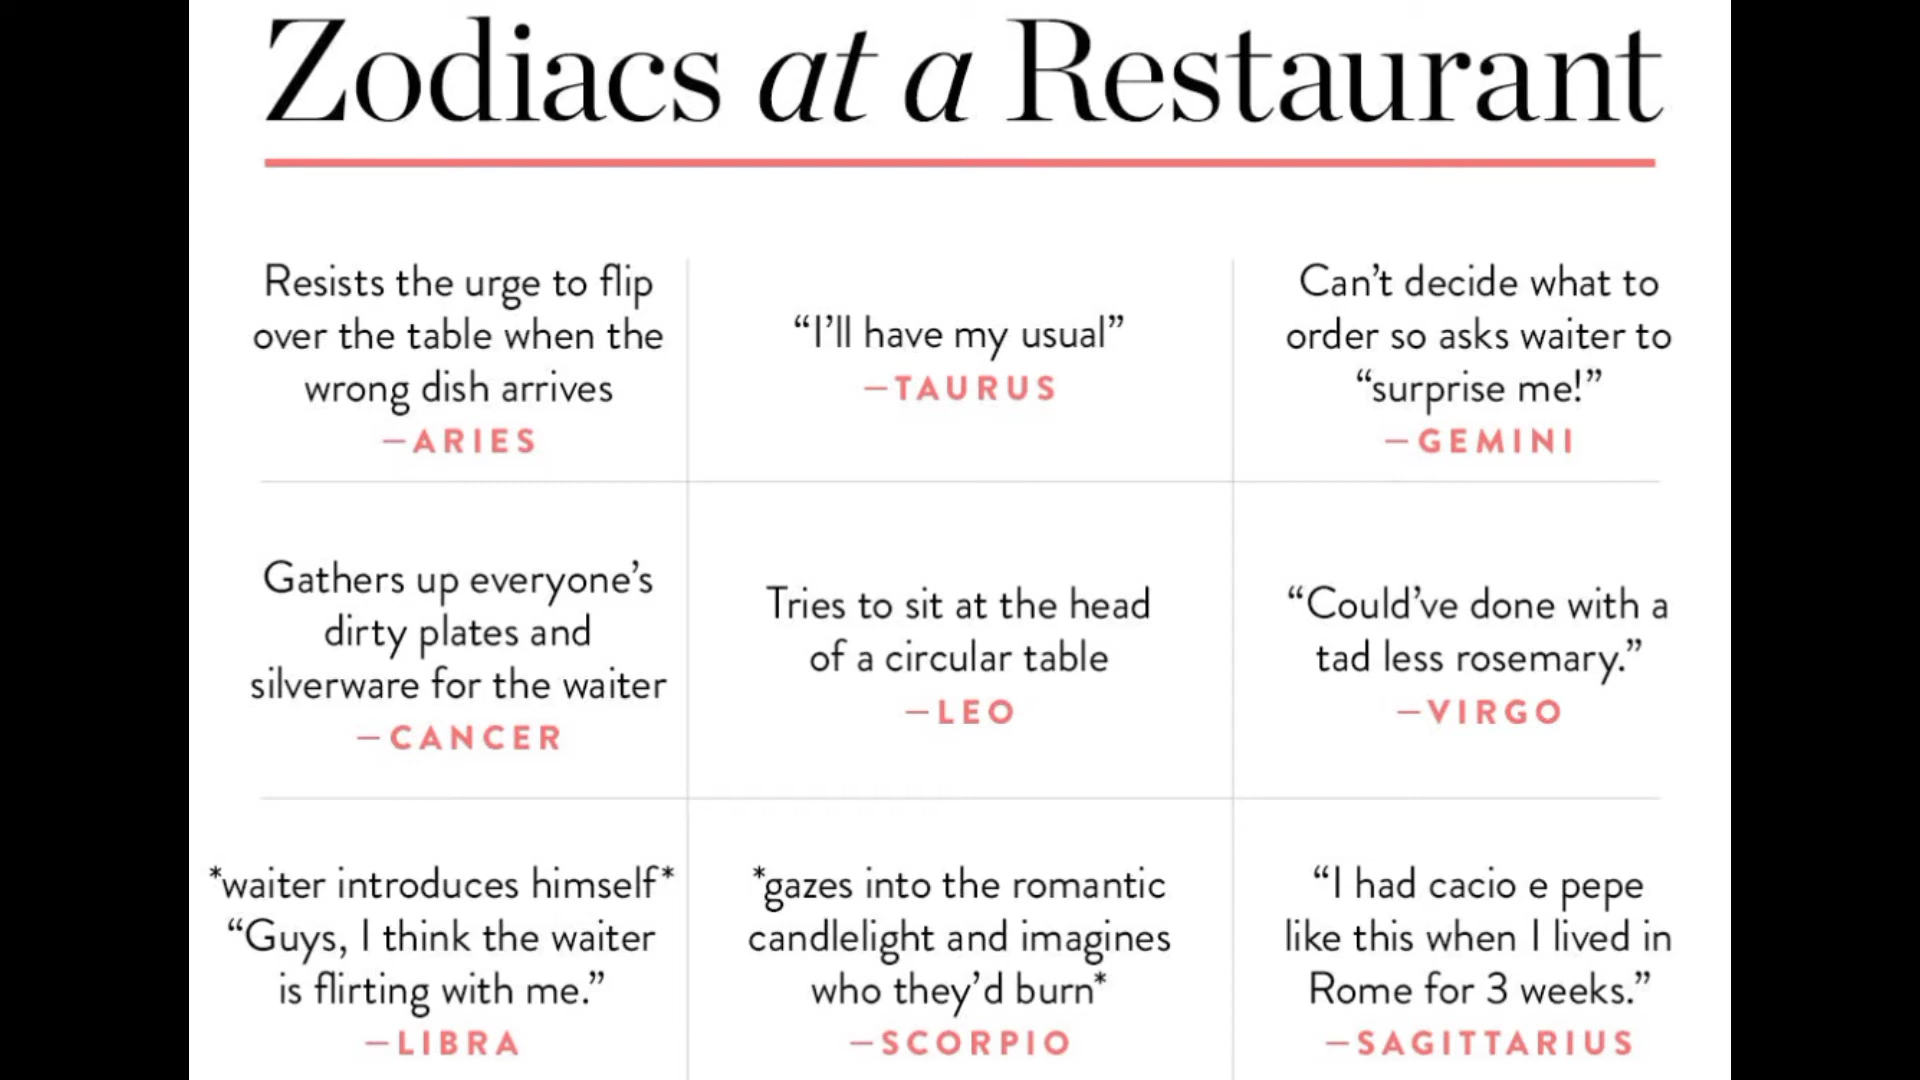 Zodiacs at a Restaurant
Resists the urge to flip
over the table when the
wrong dish arrives
—ARIES
“I’ll have my usual”
—TAURUS
Can’t decide what to
order so asks waiter to
“surprise me!”
—GEMINI
Gathers up everyone’s
dirty plates and
silverware for the waiter
—CANCER
Tries to sit at the head
of a circular table
—LEO
“Could’ve done with a
tad less rosemary.”
—VIRGO
*waiter introduces himself*
“Guys, I think the waiter
is flirting with me.”
—LIBRA
*gazes into the romantic
candlelight and imagines
who they’d burn*
—SCORPIO
“I had cacio e pepe
like this when I lived in
Rome for 3 weeks.”
—SAGITTARIUS